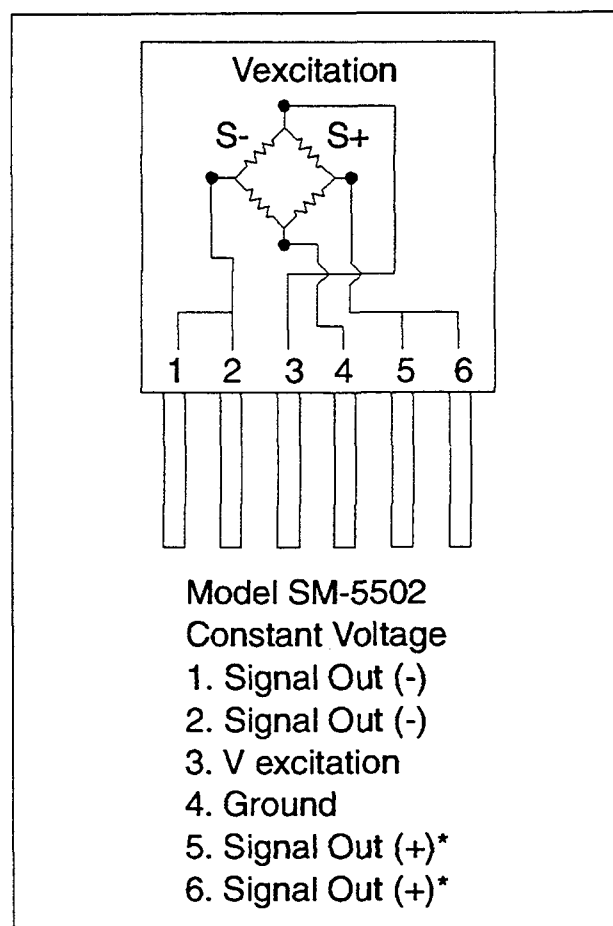 Vexcitation
S- S+
1 2 3 4 5 6
Model SM-5502
Constant Voltage
1. Signal Out (-)
2. Signal Out (-)
3. V excitation
4. Ground
5. Signal Out (+)*
6. Signal Out (+)*